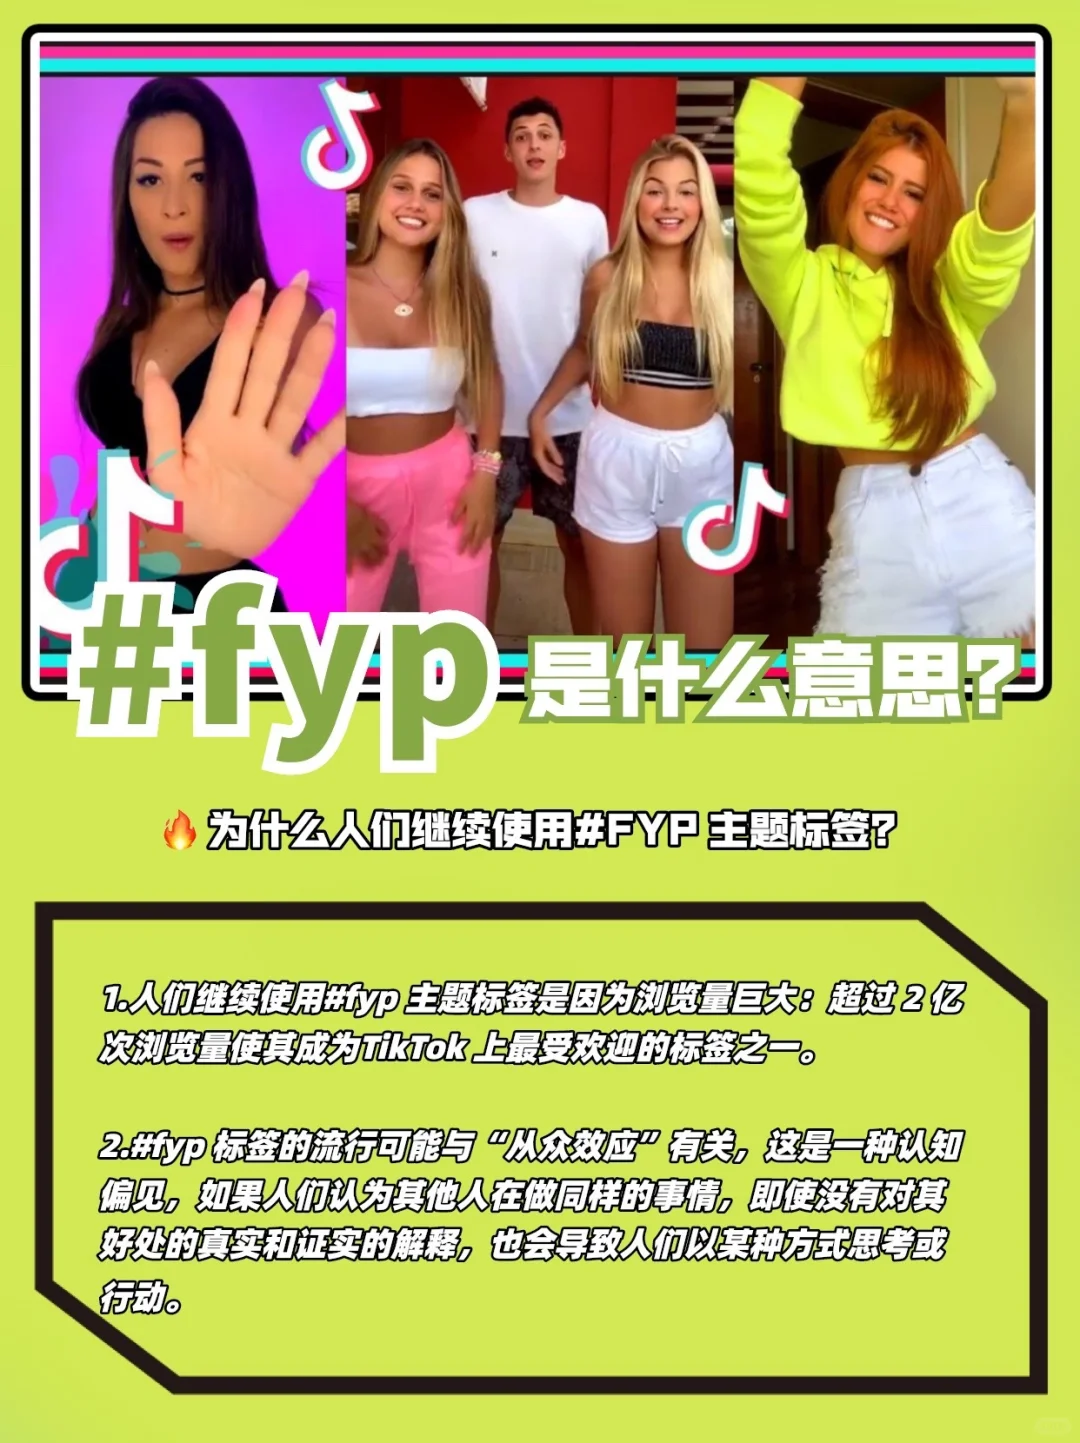 #fyp 是什么意思?
🔥为什么人们继续使用#FYP 主题标签?
1.人们继续使用#fyp 主题标签是因为浏览量巨大：超过 2 亿
次浏览量使其成为TikTok 上最受欢迎的标签之一。
2.#fyp 标签的流行可能与“从众效应”有关，这是一种认知
偏见，如果人们认为其他人在做同样的事情，即使没有对其
好处的真实和证实的解释，也会导致人们以某种方式思考或
行动。